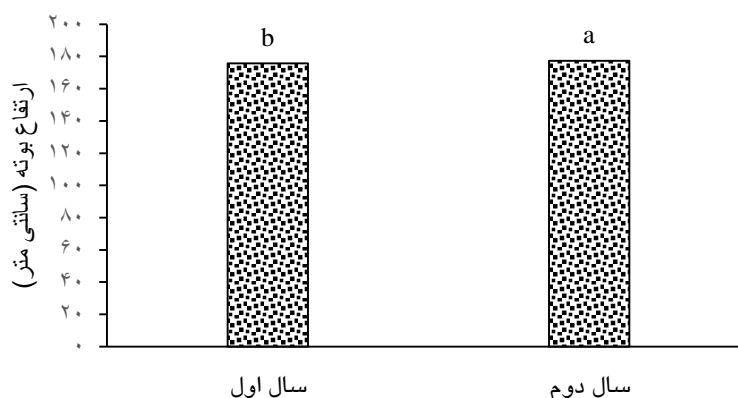 ارتفاع بوته (سانتی متر)
۲۰۰
۱۸۰
۱۶۰
۱۴۰
۱۲۰
۱۰۰
۸۰
۶۰
۴۰
۲۰
۰
b
a
سال اول
سال دوم